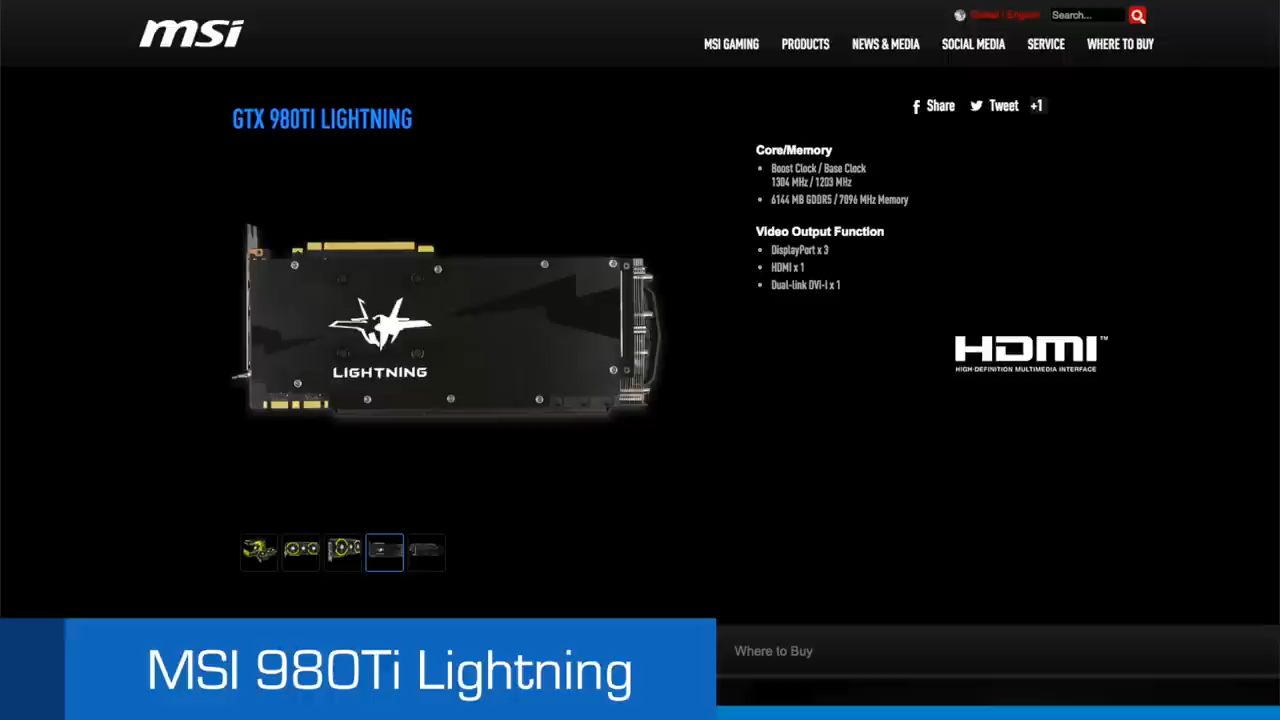 msi
Global | English
Search...
MSI GAMING
PRODUCTS
NEWS & MEDIA
SOCIAL MEDIA
SERVICE
WHERE TO BUY
GTX 980TI LIGHTNING
Share
Tweet
+1
Core/Memory
Boost Clock / Base Clock
1304 MHz / 1203 MHz
6144 MB GDDR5 / 7096 MHz Memory
Video Output Function
DisplayPort x 3
HDMI x 1
Dual-link DVI-I x 1
HDMI™
HIGH-DEFINITION MULTIMEDIA INTERFACE
LIGHTNING
MSI 980Ti Lightning
Where to Buy